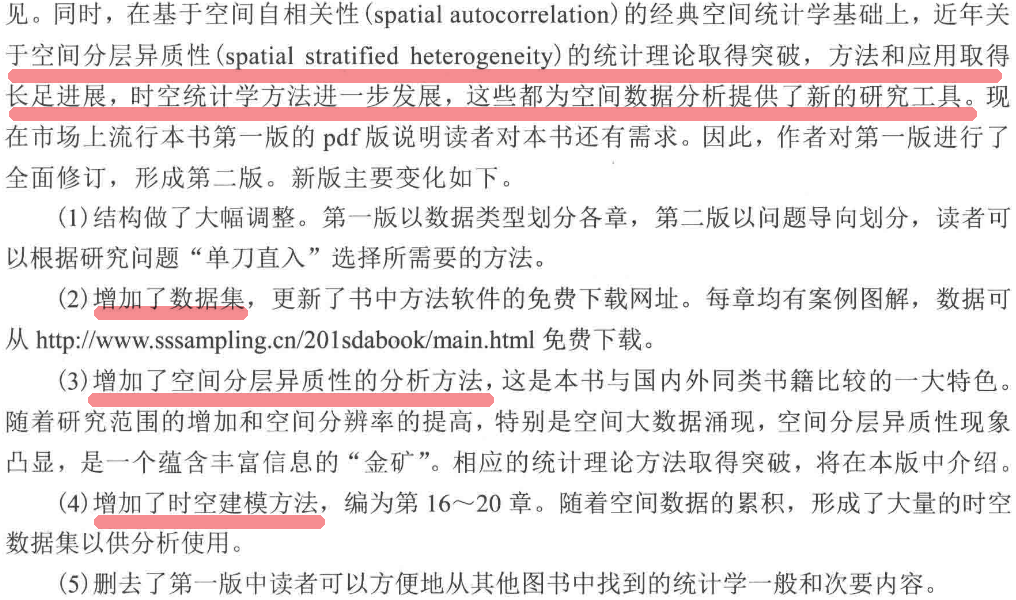 见。同时，在基于空间自相关性(spatial autocorrelation)的经典空间统计学基础上，近年关
于空间分层异质性(spatial stratified heterogeneity)的统计理论取得突破，方法和应用取得
长足进展，时空统计学方法进一步发展，这些都为空间数据分析提供了新的研究工具。现
在市场上流行本书第一版的 pdf 版说明读者对本书还有需求。因此，作者对第一版进行了
全面修订，形成第二版。新版主要变化如下。
(1)结构做了大幅调整。第一版以数据类型划分各章，第二版以问题导向划分，读者可
以根据研究问题“单刀直入”选择所需要的方法。
(2)增加了数据集，更新了书中方法软件的免费下载网址。每章均有案例图解，数据可
从 http://www.sssampling.cn/201sdabook/main.html 免费下载。
(3)增加了空间分层异质性的分析方法，这是本书与国内外同类书籍比较的一大特色。
随着研究范围的增加和空间分辨率的提高，特别是空间大数据涌现，空间分层异质性现象
凸显，是一个蕴含丰富信息的“金矿”。相应的统计理论方法取得突破，将在本版中介绍。
(4)增加了时空建模方法，编为第 16～20 章。随着空间数据的累积，形成了大量的时空
数据集以供分析使用。
(5)删去了第一版中读者可以方便地从其他图书中找到的统计学一般和次要内容。